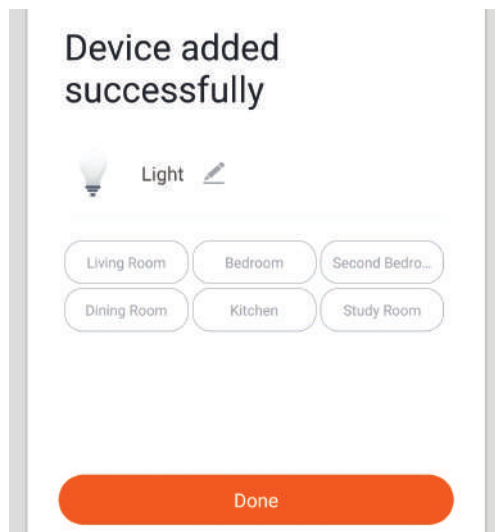 Device added
successfully
Light
Living Room
Bedroom
Second Bedro...
Dining Room
Kitchen
Study Room
Done